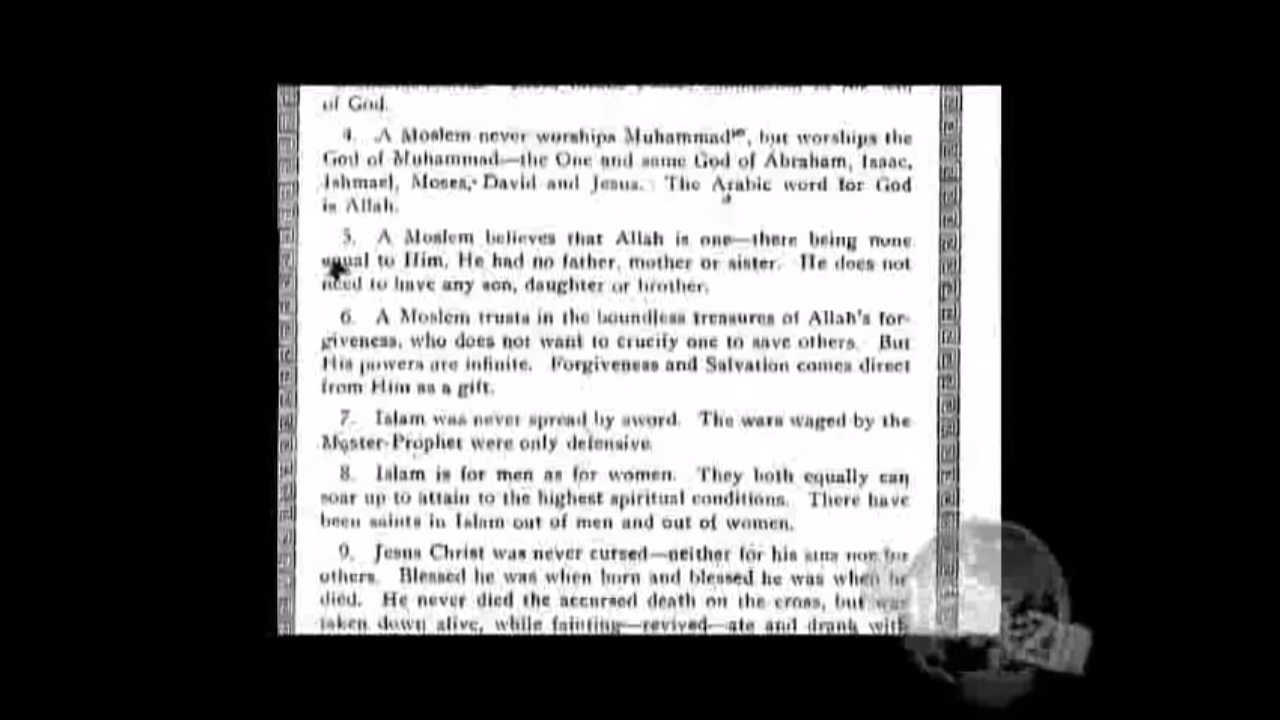 of God.
4. A Moslem never worships Muhammad, but worships the
God of Muhammad—the One and same God of Abraham, Isaac,
Ishmael, Moses, David and Jesus. The Arabic word for God
is Allah.
5. A Moslem believes that Allah is one—there being none
equal to Him. He had no father, mother or sister. He does not
need to have any son, daughter or brother.
6. A Moslem trusts in the boundless treasures of Allah's for-
giveness, who does not want to crucify one to save others. But
His powers are infinite. Forgiveness and Salvation comes direct
from Him as a gift.
7. Islam was never spread by sword. The wars waged by the
Master-Prophet were only defensive.
8. Islam is for men as for women. They both equally can
soar up to attain to the highest spiritual conditions. There have
been saints in Islam out of men and out of women.
9. Jesus Christ was never cursed—neither for his sins nor for
others. Blessed he was when born and blessed he was when he
died. He never died the accursed death on the cross, but was
taken down alive, while fainting—revived—ate and drank with